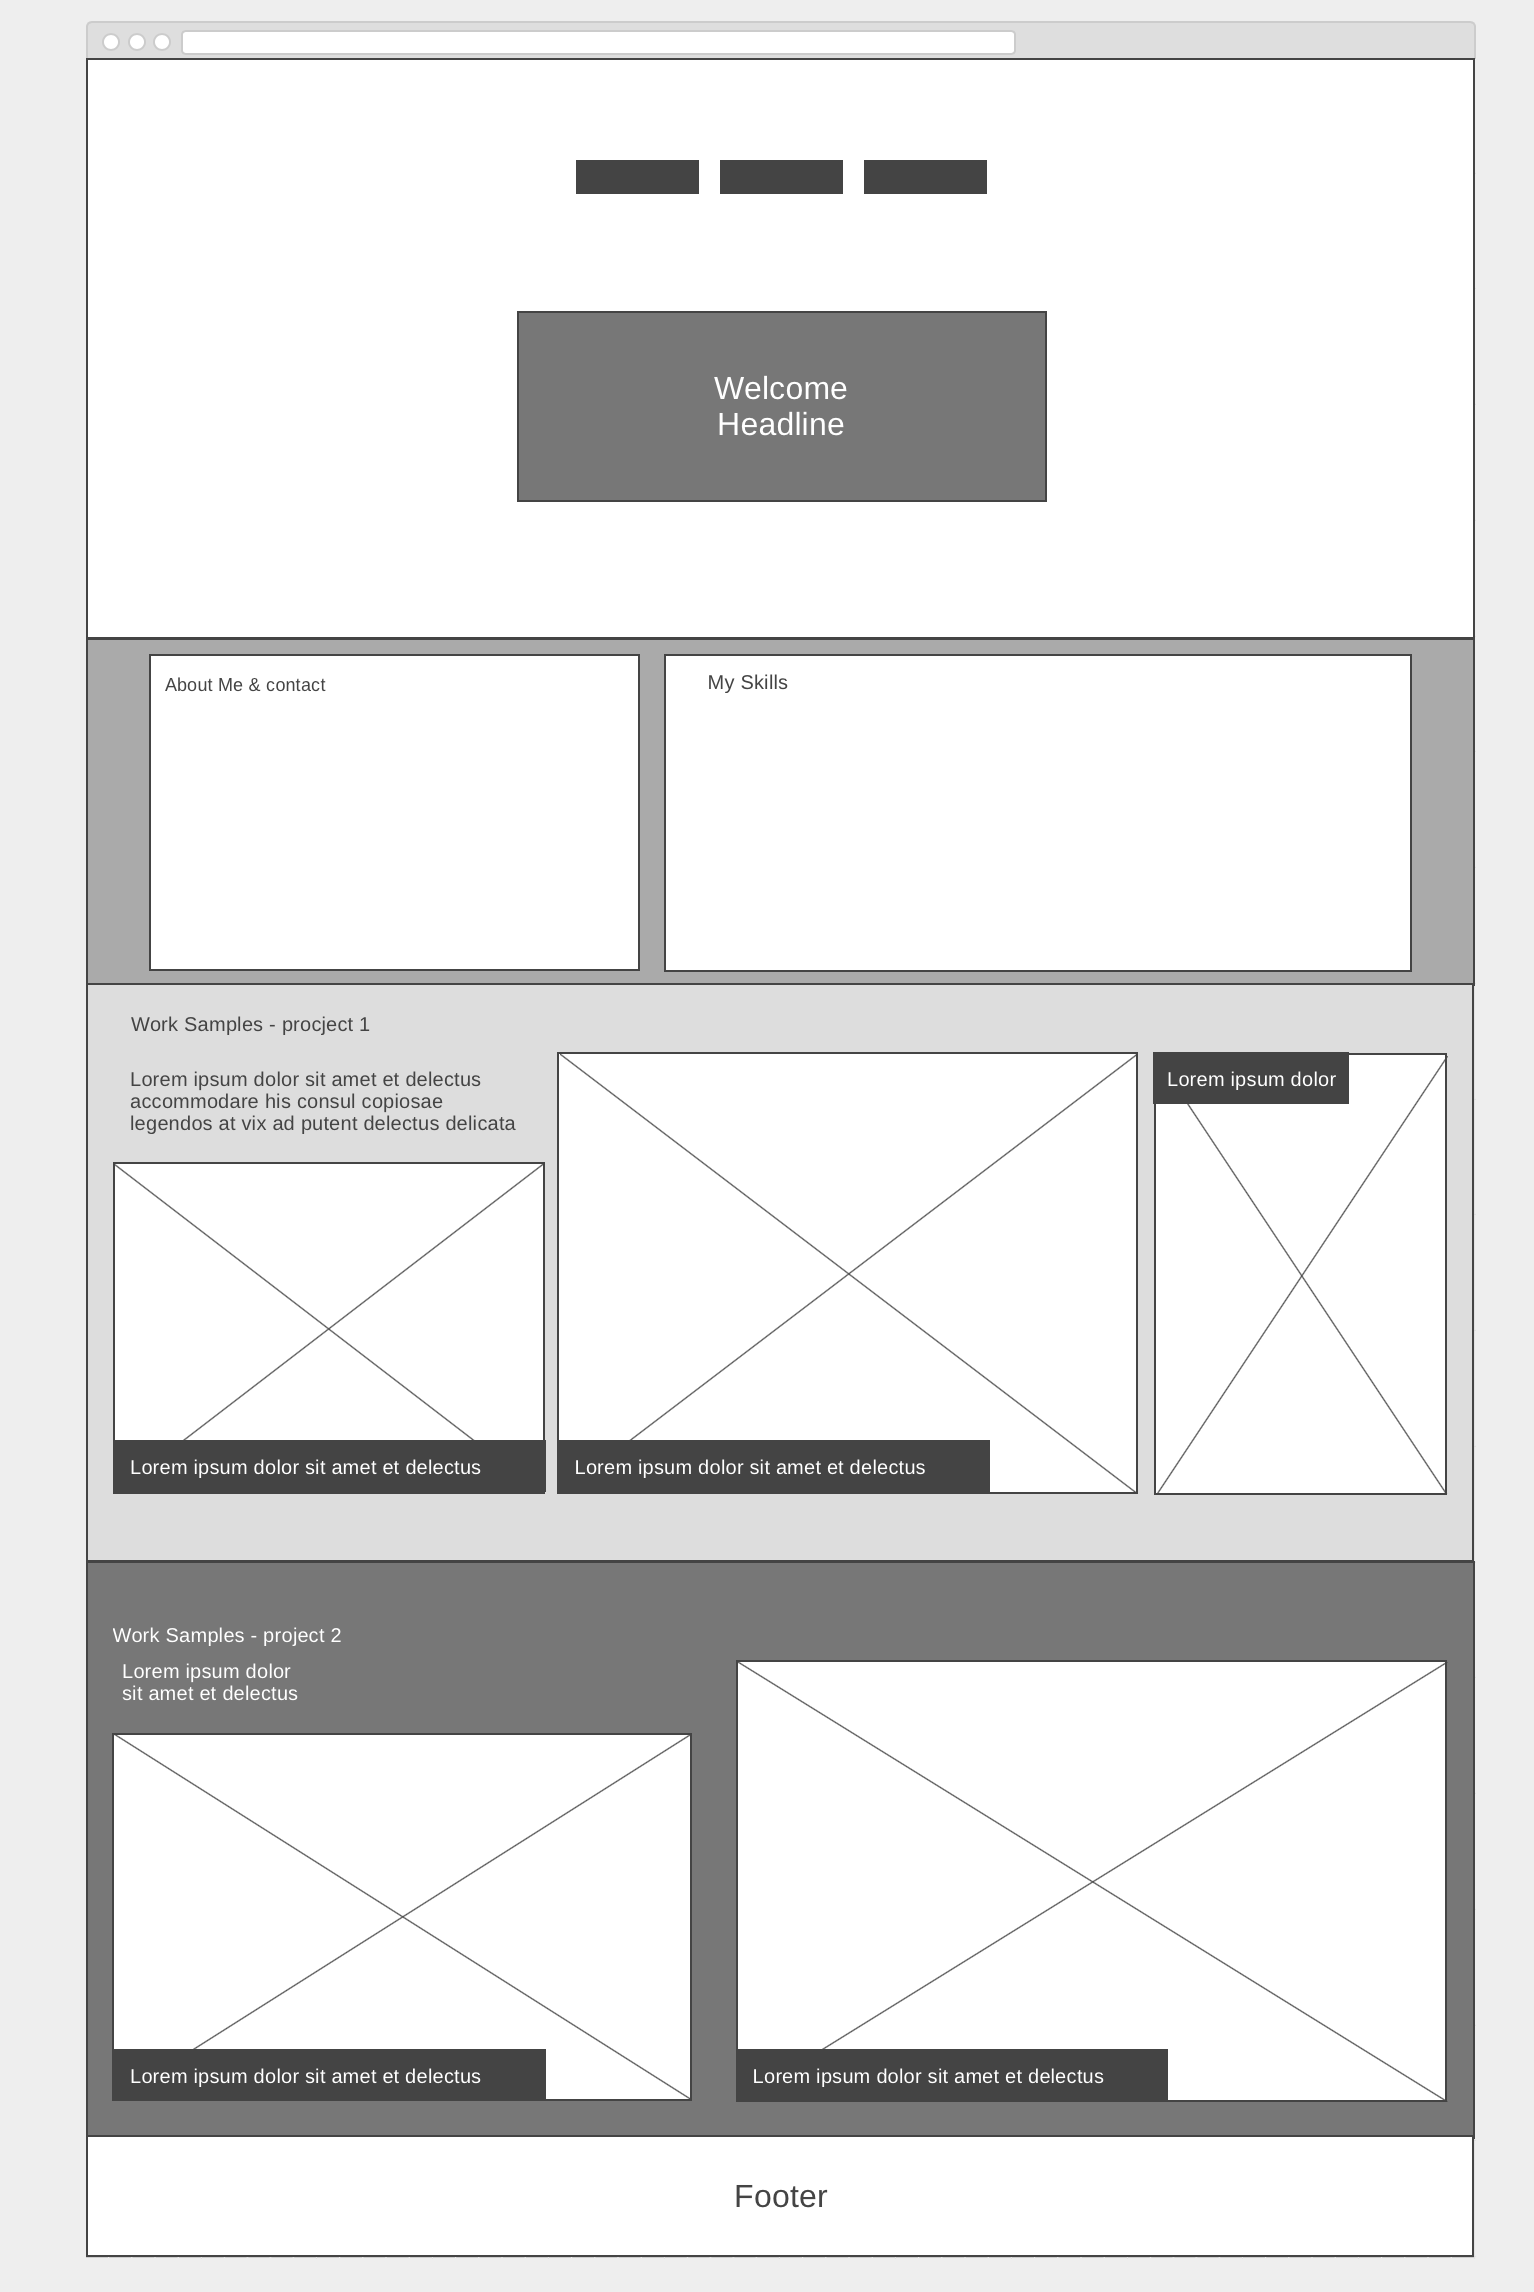 Welcome
Headline
About Me & contact
My Skills
Work Samples - procject 1
Lorem ipsum dolor sit amet et delectus
accommodare his consul copiosae
legendos at vix ad putent delectus delicata
Lorem ipsum dolor
Lorem ipsum dolor sit amet et delectus
Lorem ipsum dolor sit amet et delectus
Work Samples - project 2
Lorem ipsum dolor
sit amet et delectus
Lorem ipsum dolor sit amet et delectus
Lorem ipsum dolor sit amet et delectus
Footer